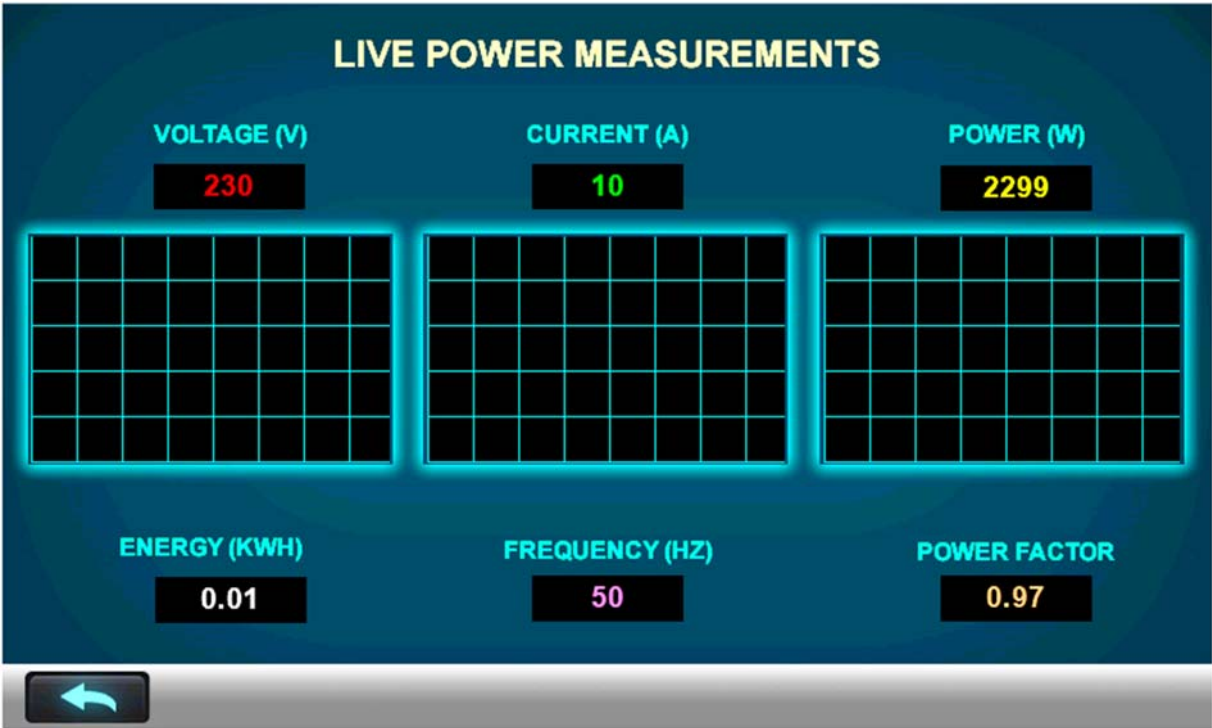 LIVE POWER MEASUREMENTS
VOLTAGE (V)
CURRENT (A)
POWER (W)
230
10
2299
ENERGY (KWH)
FREQUENCY (HZ)
POWER FACTOR
0.01
50
0.97